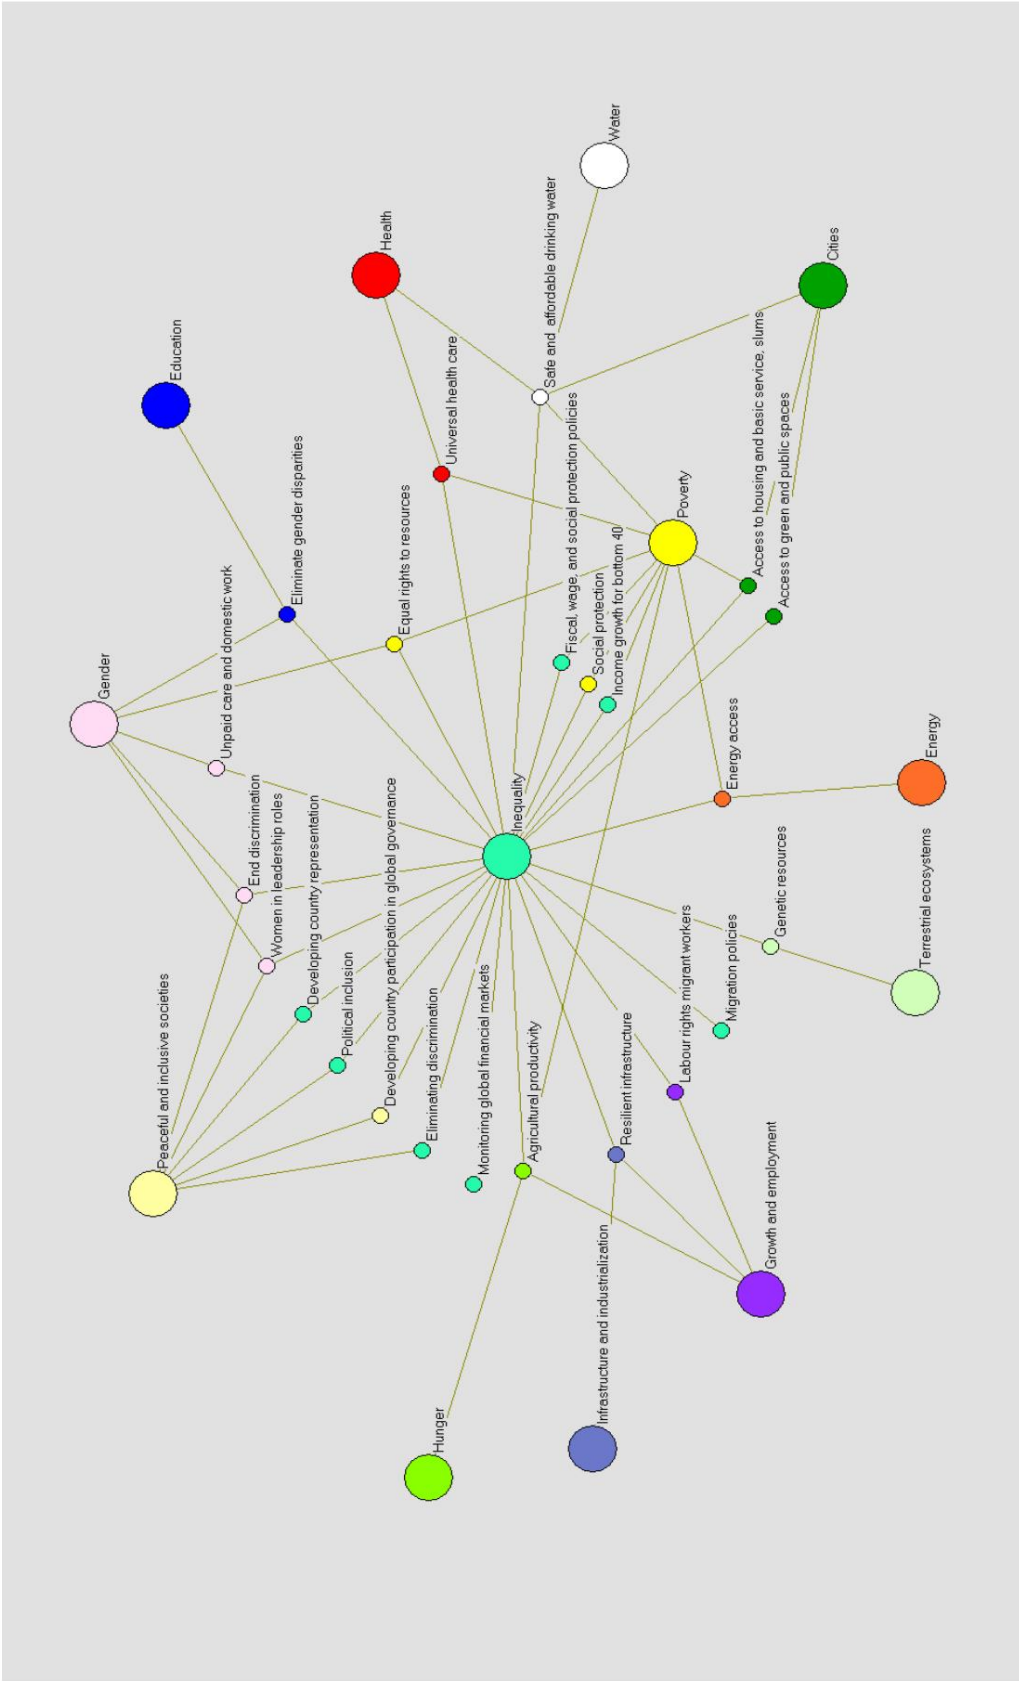 Water
Health
Safe and affordable drinking water
Cities
Education
Universal health care
Access to housing and basic service, slums
Access to green and public spaces
Fiscal, wage, and social protection policies
Poverty
Eliminate gender disparities
Equal rights to resources
Social protection
Income growth for bottom 40
Unpaid care and domestic work
Gender
Energy access
Energy
Inequality
End discrimination
Women in leadership roles
Developing country representation
Developing country participation in global governance
Genetic resources
Terrestrial ecosystems
Political inclusion
Migration policies
Labour rights migrant workers
Peaceful and inclusive societies
Eliminating discrimination
Monitoring global financial markets
Agricultural productivity
Resilient infrastructure
Growth and employment
Infrastructure and industrialization
Hunger